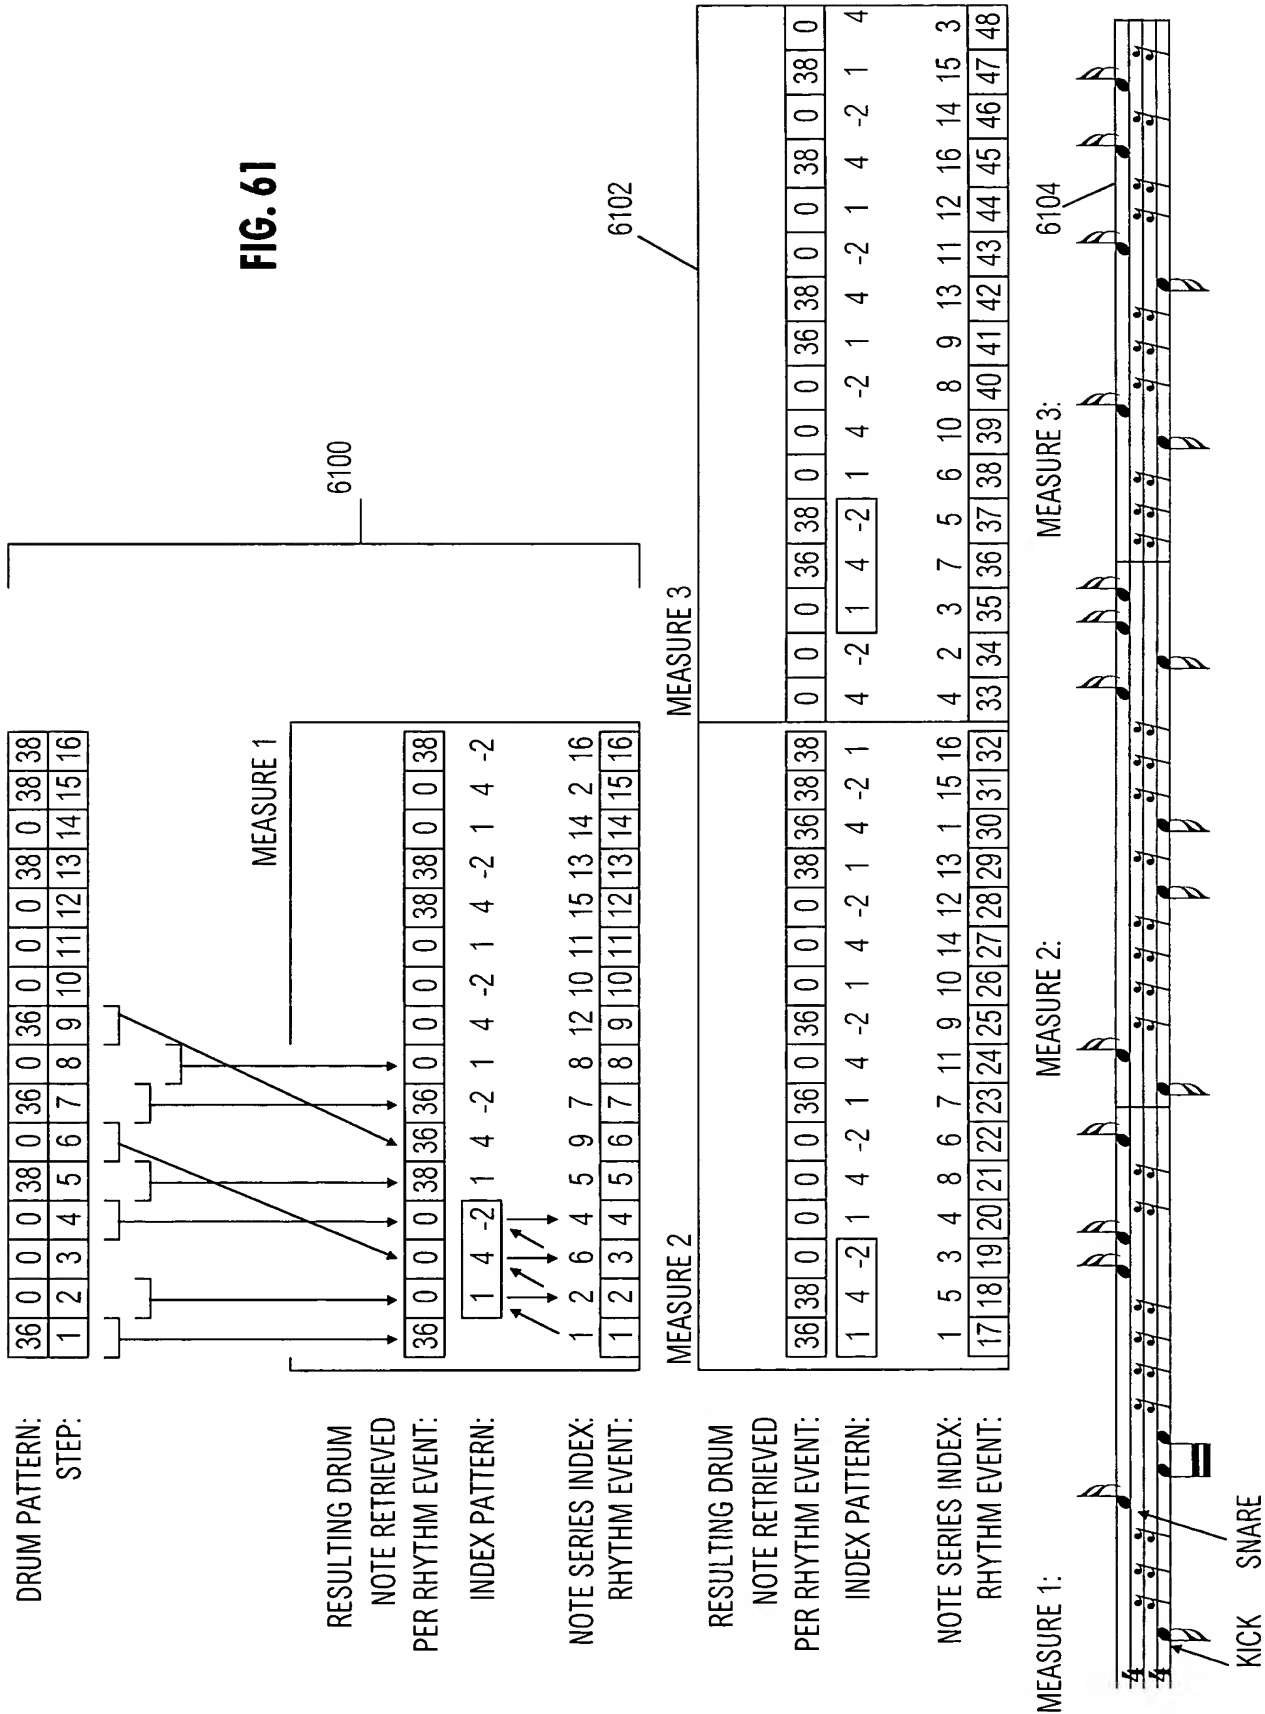 FIG. 61
DRUM PATTERN: 36 0 0 0 38 0 36 0 36 0 0 0 38 0 38 38
STEP: 1 2 3 4 5 6 7 8 9 10 11 12 13 14 15 16
6100
MEASURE 1
RESULTING DRUM
NOTE RETRIEVED
PER RHYTHM EVENT: 36 0 0 0 38 36 36 0 0 0 0 38 38 0 0 38
INDEX PATTERN: 1 4 -2 1 4 -2 1 4 -2 1 4 -2 1 4 -2
NOTE SERIES INDEX: 1 2 6 4 5 9 7 8 12 10 11 15 13 14 2 16
RHYTHM EVENT: 1 2 3 4 5 6 7 8 9 10 11 12 13 14 15 16
MEASURE 2 MEASURE 3
6102
RESULTING DRUM
NOTE RETRIEVED
PER RHYTHM EVENT: 36 38 0 0 0 0 36 0 36 0 0 0 38 36 38 38 0 0 0 36 38 0 0 0 36 38 0 0 38 0 38 0
INDEX PATTERN: 1 4 -2 1 4 -2 1 4 -2 1 4 -2 1 4 -2 1 4 -2 1 4 -2 1 4 -2 1 4 -2 1 4 -2 1 4
NOTE SERIES INDEX: 1 5 3 4 8 6 7 11 9 10 14 12 13 1 15 16 4 2 3 7 5 6 10 8 9 13 11 12 16 14 15 3
RHYTHM EVENT: 17 18 19 20 21 22 23 24 25 26 27 28 29 30 31 32 33 34 35 36 37 38 39 40 41 42 43 44 45 46 47 48
MEASURE 1: MEASURE 2: MEASURE 3: 6104
4
4
KICK SNARE